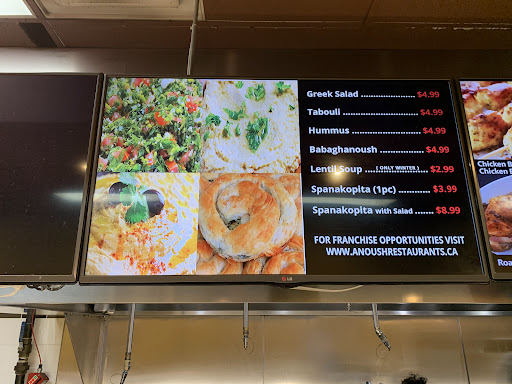 Greek Salad ...................... $4.99
Tabouli ............................ $4.99
Hummus ........................ $4.99
Babaghanoush ............... $4.99
Lentil Soup ...( ONLY WINTER )... $2.99
Spanakopita (1pc) ............ $3.99
Spanakopita with Salad ....... $8.99
FOR FRANCHISE OPPORTUNITIES VISIT
WWW.ANOUSHRESTAURANTS.CA
LG
Chicken B
Chicken
Roa